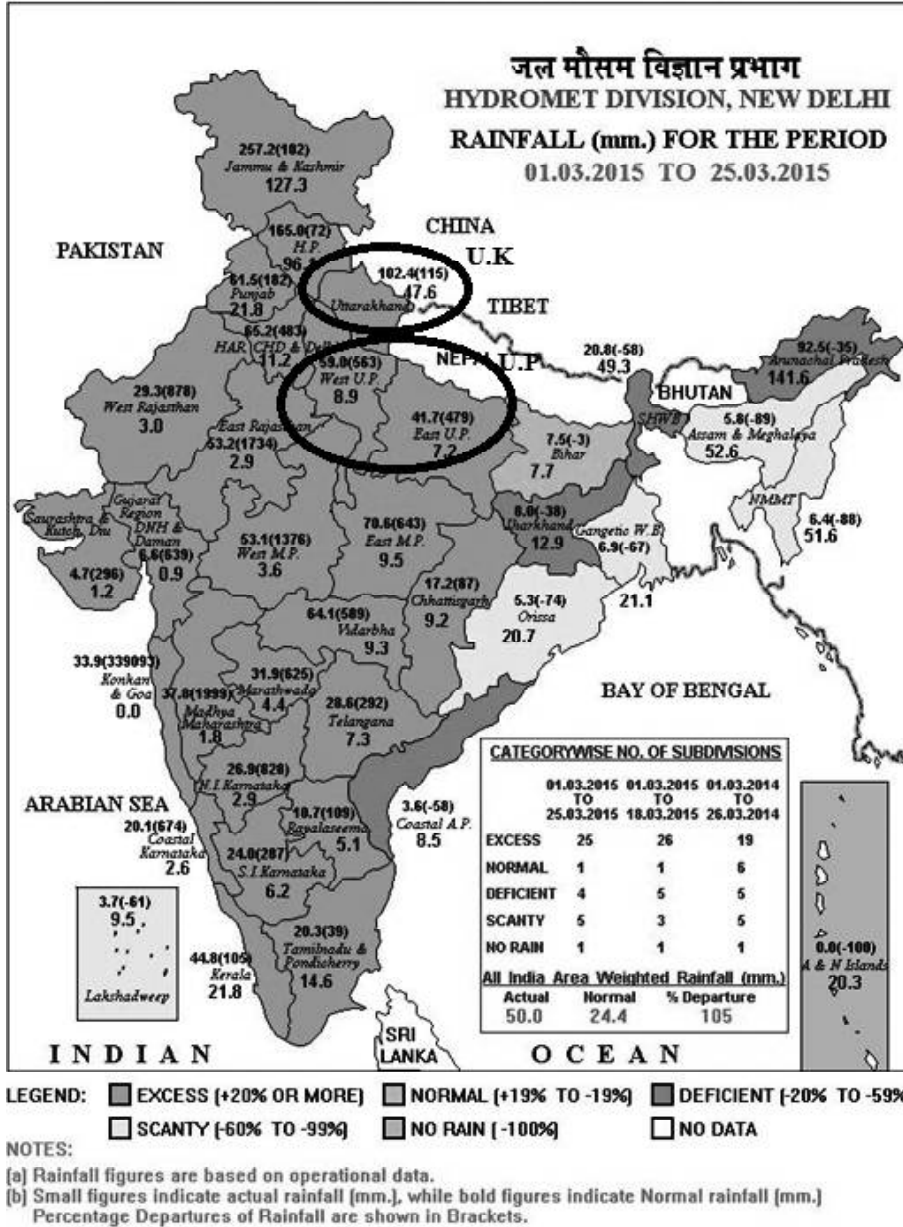 जल मौसम विज्ञान प्रभाग
HYDROMET DIVISION, NEW DELHI
RAINFALL (mm.) FOR THE PERIOD
01.03.2015 TO 25.03.2015
257.2(182)
Jammu & Kashmir
127.3
CHINA
PAKISTAN
165.0(72)
H.P.
96.
U.K
102.4(115)
47.6
Uttarakhand
61.5(182)
Punjab
21.8
TIBET
65.2(483)
HAR CHD & Delhi
11.2
NEPA
U.P
59.0(563)
West U.P.
8.9
20.8(-58)
49.3
92.5(-35)
Arunachal Pradesh
141.6
BHUTAN
SHWB
29.3(878)
West Rajasthan
3.0
East Rajasthan
53.2(1734)
2.9
41.7(479)
East U.P.
7.2
7.5(-3)
Bihar
7.7
5.8(-89)
Assam & Meghalaya
52.6
NMMT
6.4(-88)
51.6
Saurashtra &
Kutch, Diu
4.7(296)
1.2
Gujarat
Region
DNH &
Daman
6.6(639)
0.9
53.1(1376)
West M.P.
3.6
70.6(643)
East M.P.
9.5
8.0(-38)
Jharkhand
12.9
Gangetic W.B.
6.9(-67)
21.1
17.2(87)
Chhattisgarh
9.2
5.3(-74)
Orissa
20.7
64.1(589)
Vidarbha
9.3
33.9(339093)
Konkan
& Goa
0.0
37.8(1999)
Madhya
Maharashtra
1.8
31.9(625)
Marathwada
4.4
28.6(292)
Telangana
7.3
BAY OF BENGAL
26.9(828)
N.I.Karnataka
2.9
ARABIAN SEA
20.1(674)
Coastal
Karnataka
2.6
10.7(109)
Rayalaseema
5.1
3.6(-58)
Coastal A.P.
8.5
24.0(287)
S.I.Karnataka
6.2
3.7(-61)
9.5
Lakshadweep
44.8(105)
Kerala
21.8
20.3(39)
Tamilnadu &
Pondicherry
14.6
CATEGORYWISE NO. OF SUBDIVISIONS
01.03.2015 01.03.2015 01.03.2014
TO TO TO
25.03.2015 18.03.2015 26.03.2014
EXCESS 25 26 19
NORMAL 1 1 6
DEFICIENT 4 5 5
SCANTY 5 3 5
NO RAIN 1 1 1
All India Area Weighted Rainfall (mm.)
Actual Normal % Departure
50.0 24.4 105
0.0(-100)
A & N Islands
20.3
SRI
LANKA
INDIAN OCEAN
LEGEND: EXCESS (+20% OR MORE) NORMAL (+19% TO -19%) DEFICIENT (-20% TO -59%
SCANTY (-60% TO -99%) NO RAIN (-100%) NO DATA
NOTES:
(a) Rainfall figures are based on operational data.
(b) Small figures indicate actual rainfall (mm.), while bold figures indicate Normal rainfall (mm.)
Percentage Departures of Rainfall are shown in Brackets.